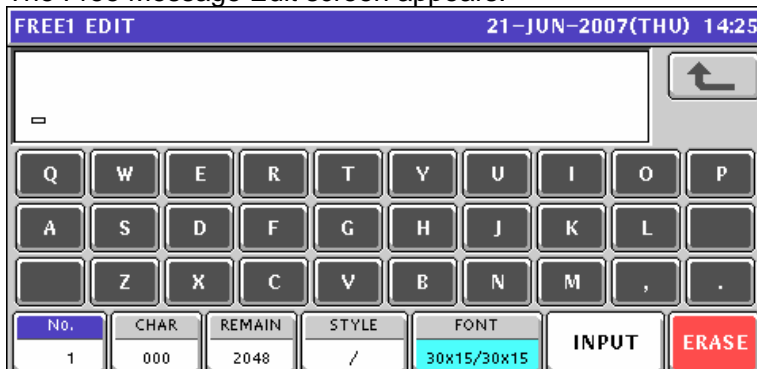 The Free Message Edit screen appears.
FREE1 EDIT 21-JUN-2007(THU) 14:25
Q W E R T Y U I O P
A S D F G H J K L
Z X C V B N M , .
No. CHAR REMAIN STYLE FONT INPUT ERASE
1 000 2048 / 30x15/30x15